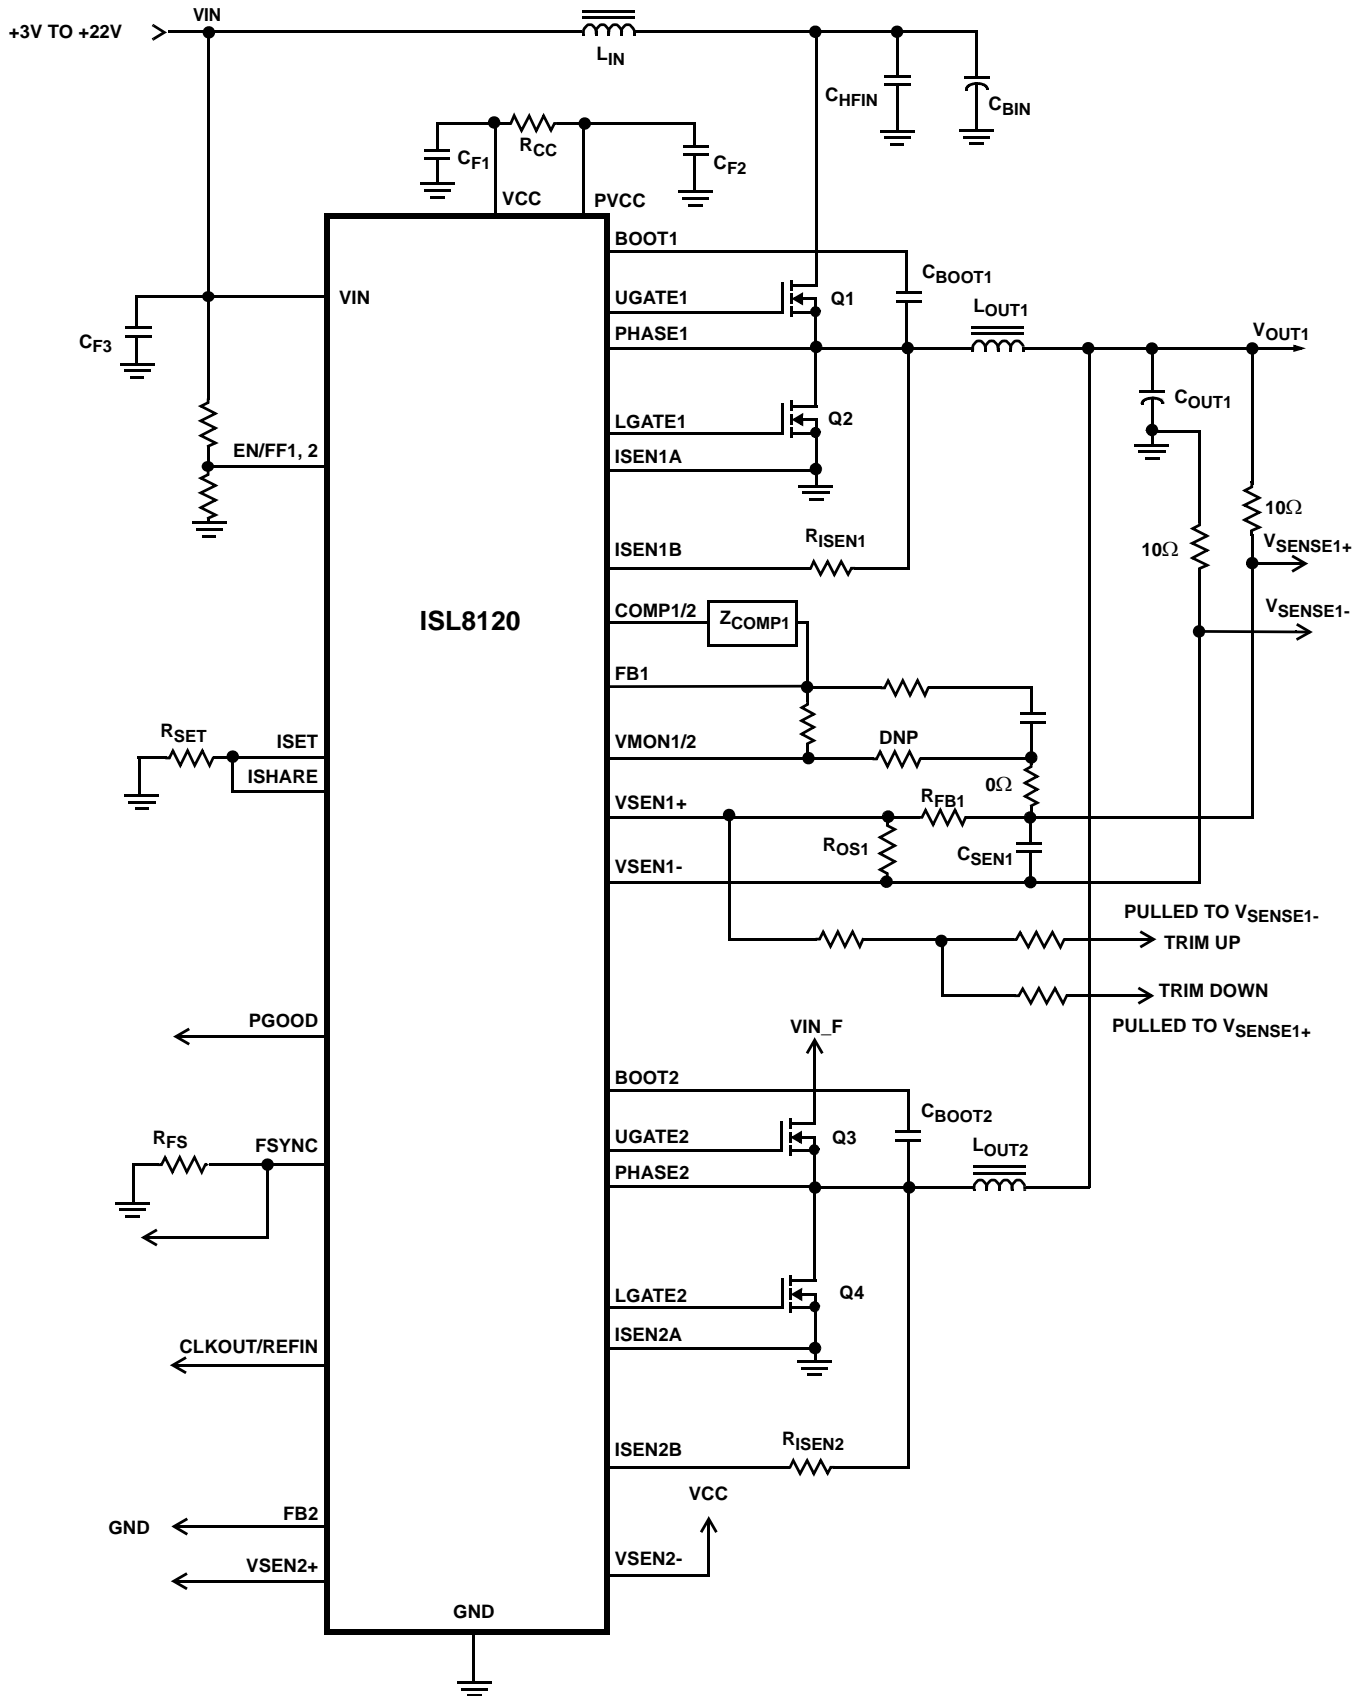 VIN
+3V TO +22V
LIN
CHFIN
CBIN
CF1
RCC
CF2
VCC
PVCC
BOOT1
CBOOT1
VIN
UGATE1
Q1
LOUT1
CF3
PHASE1
VOUT1
COUT1
LGATE1
Q2
EN/FF1, 2
ISEN1A
10Ω
RISEN1
ISEN1B
10Ω
VSENSE1+
COMP1/2
ZCOMP1
VSENSE1-
ISL8120
FB1
RSET
ISET
VMON1/2
DNP
ISHARE
0Ω
VSEN1+
RFB1
ROS1
CSEN1
VSEN1-
PULLED TO VSENSE1-
TRIM UP
TRIM DOWN
PULLED TO VSENSE1+
PGOOD
VIN_F
BOOT2
CBOOT2
RFS
FSYNC
UGATE2
Q3
LOUT2
PHASE2
LGATE2
Q4
ISEN2A
CLKOUT/REFIN
ISEN2B
RISEN2
VCC
FB2
GND
VSEN2-
VSEN2+
GND